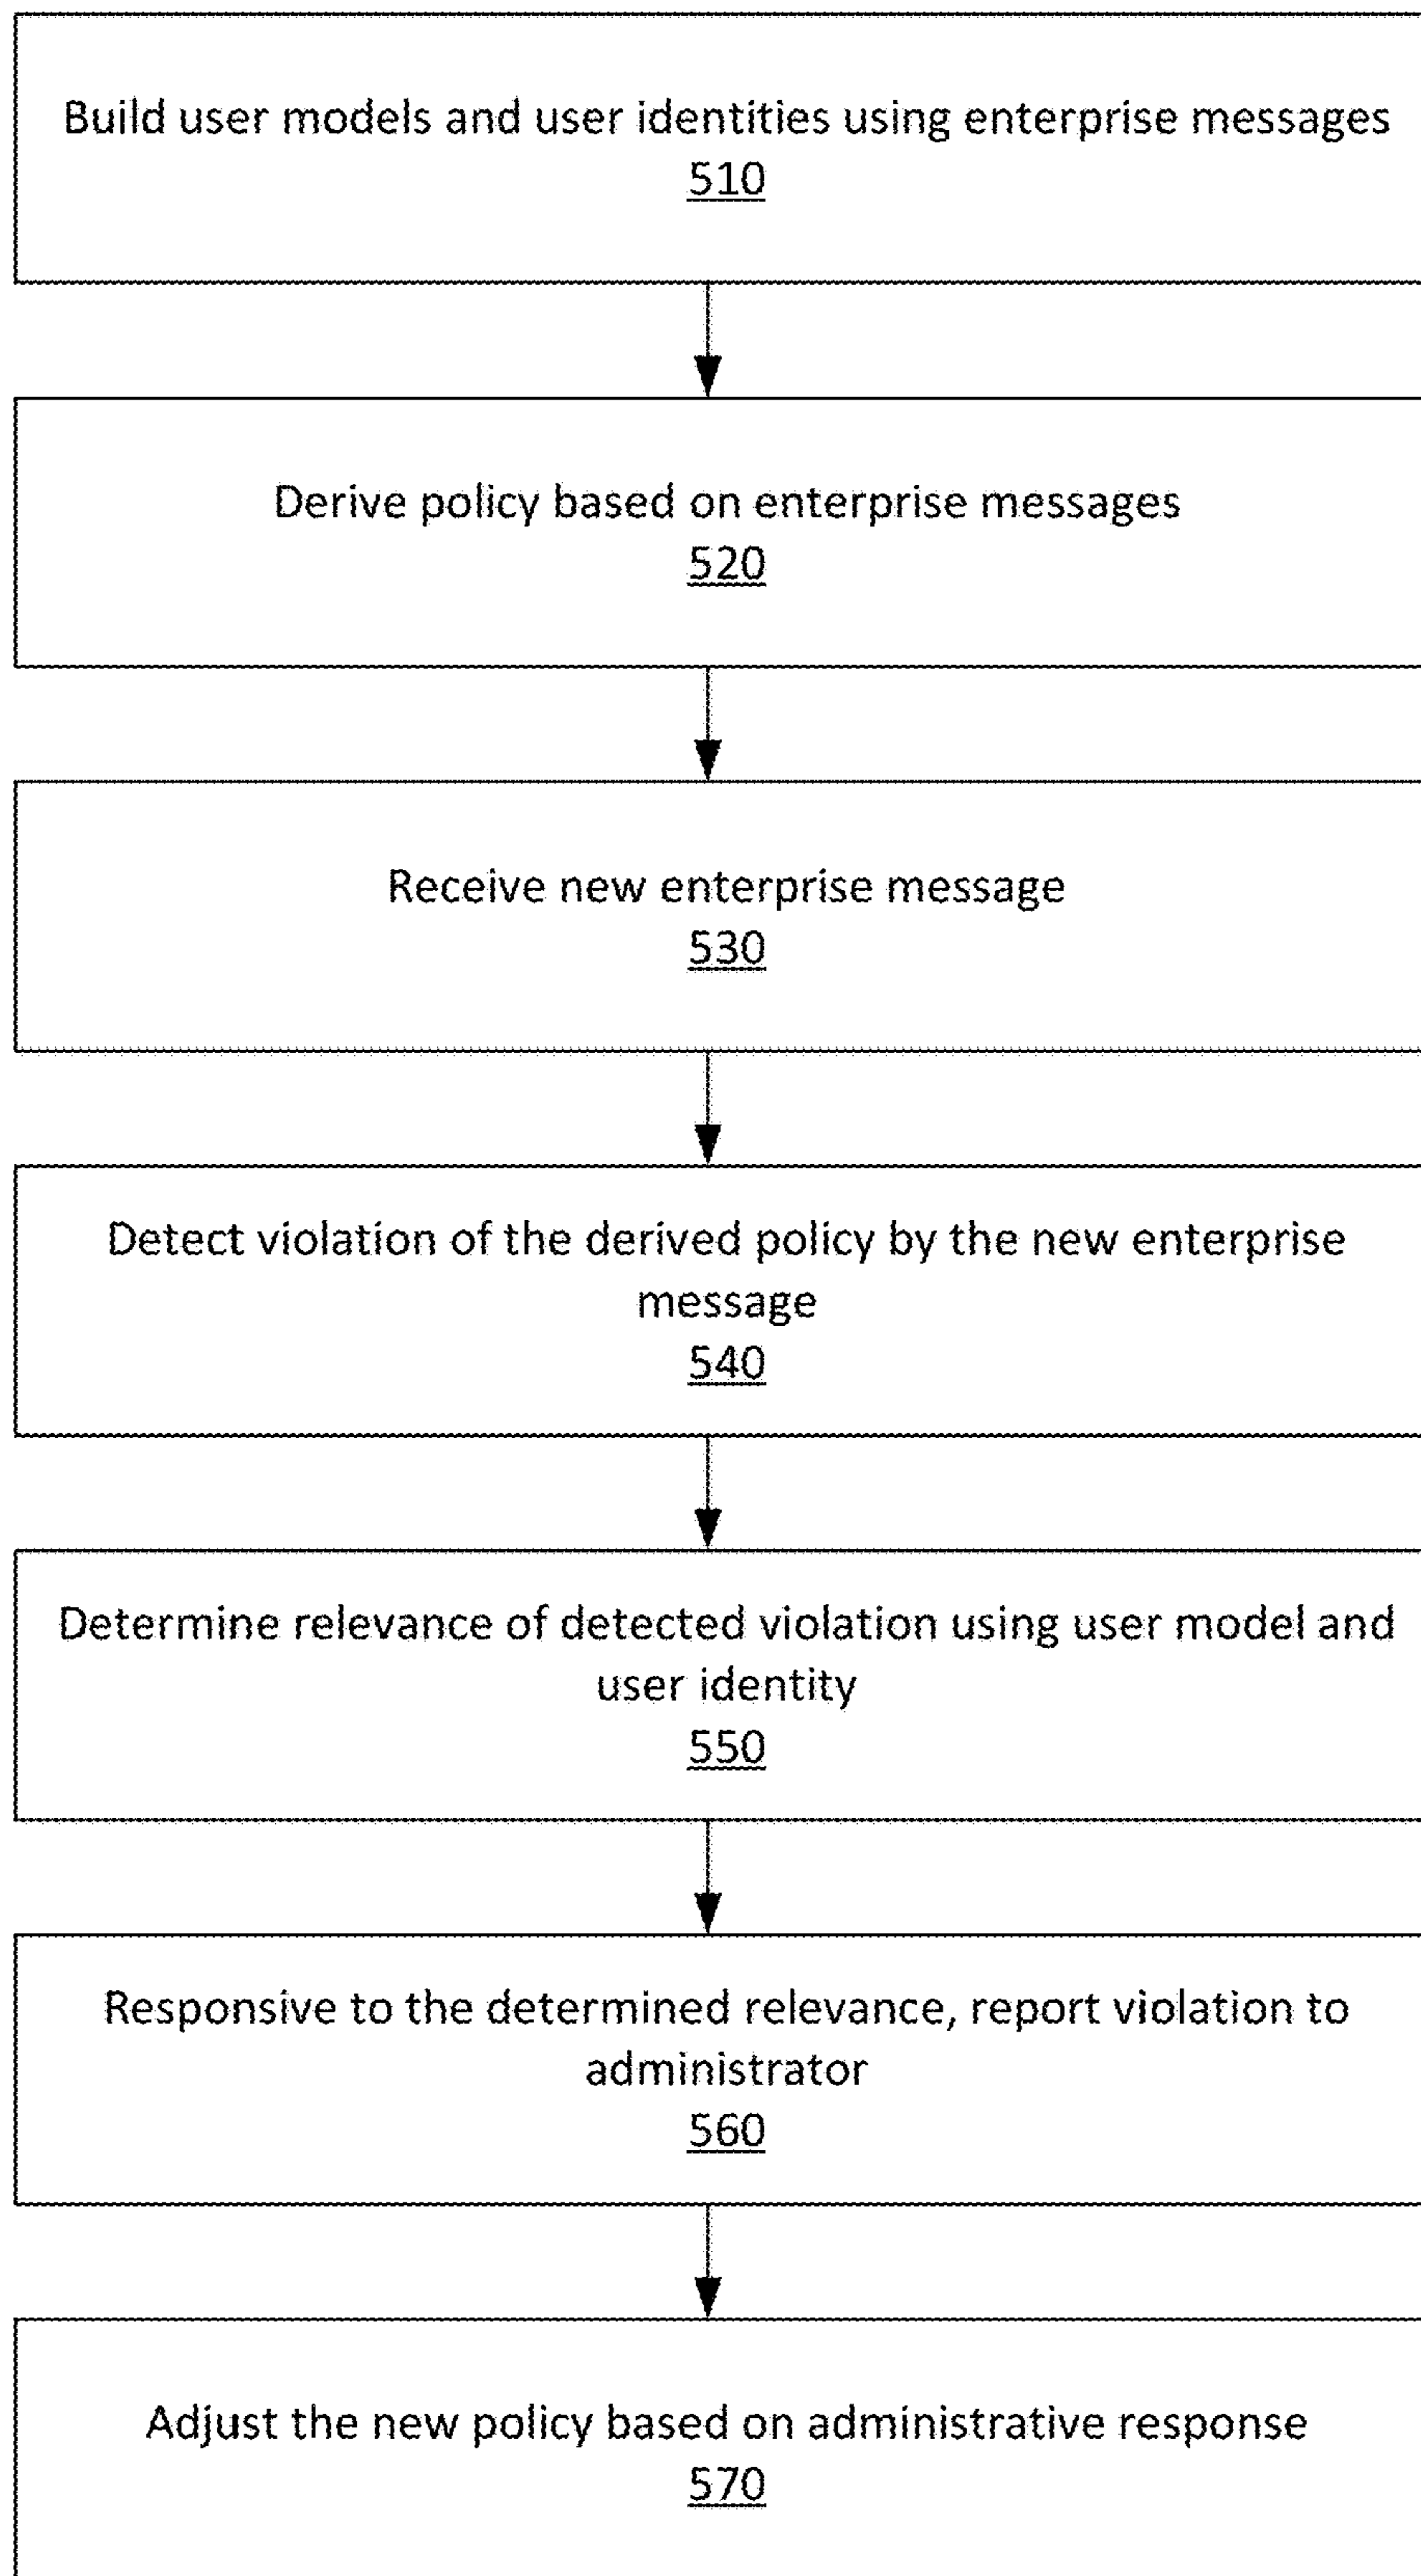 Build user models and user identities using enterprise messages
510
Derive policy based on enterprise messages
520
Receive new enterprise message
530
Detect violation of the derived policy by the new enterprise
message
540
Determine relevance of detected violation using user model and
user identity
550
Responsive to the determined relevance, report violation to
administrator
560
Adjust the new policy based on administrative response
570